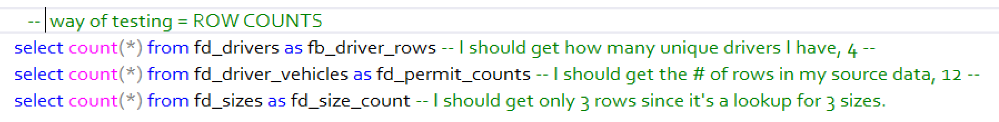 -- way of testing = ROW COUNTS
select count(*) from fd_drivers as fb_driver_rows -- I should get how many unique drivers I have, 4 --
select count(*) from fd_driver_vehicles as fd_permit_counts -- I should get the # of rows in my source data, 12 --
select count(*) from fd_sizes as fd_size_count -- I should get only 3 rows since it's a lookup for 3 sizes.